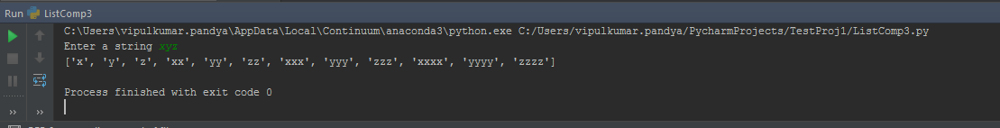 Run ListComp3
C:\Users\vipulkumar.pandya\AppData\Local\Continuum\anaconda3\python.exe C:/Users/vipulkumar.pandya/PycharmProjects/TestProj1/ListComp3.py
Enter a string xyz
['x', 'y', 'z', 'xx', 'yy', 'zz', 'xxx', 'yyy', 'zzz', 'xxxx', 'yyyy', 'zzzz']
Process finished with exit code 0